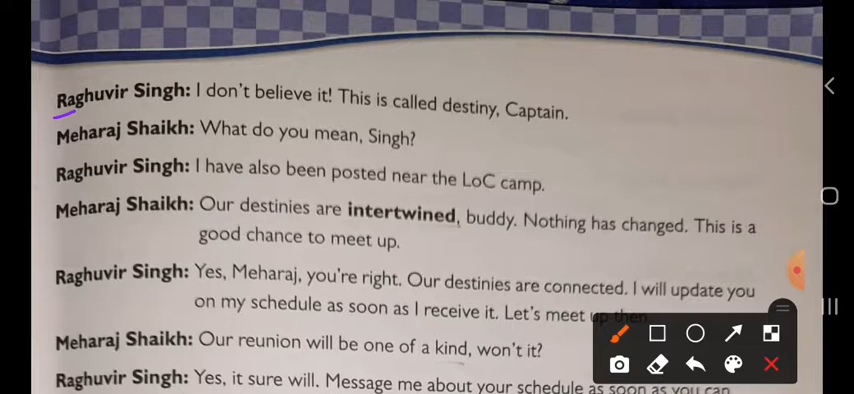 Raghuvir Singh: I don't believe it! This is called destiny, Captain.
Meharaj Shaikh: What do you mean, Singh?
Raghuvir Singh: I have also been posted near the LoC camp.
Meharaj Shaikh: Our destinies are intertwined, buddy. Nothing has changed. This is a
good chance to meet up.
Raghuvir Singh: Yes, Meharaj, you're right. Our destinies are connected. I will update you
on my schedule as soon as I receive it. Let's meet up then.
Meharaj Shaikh: Our reunion will be one of a kind, won't it?
Raghuvir Singh: Yes, it sure will. Message me about your schedule as soon as you can.